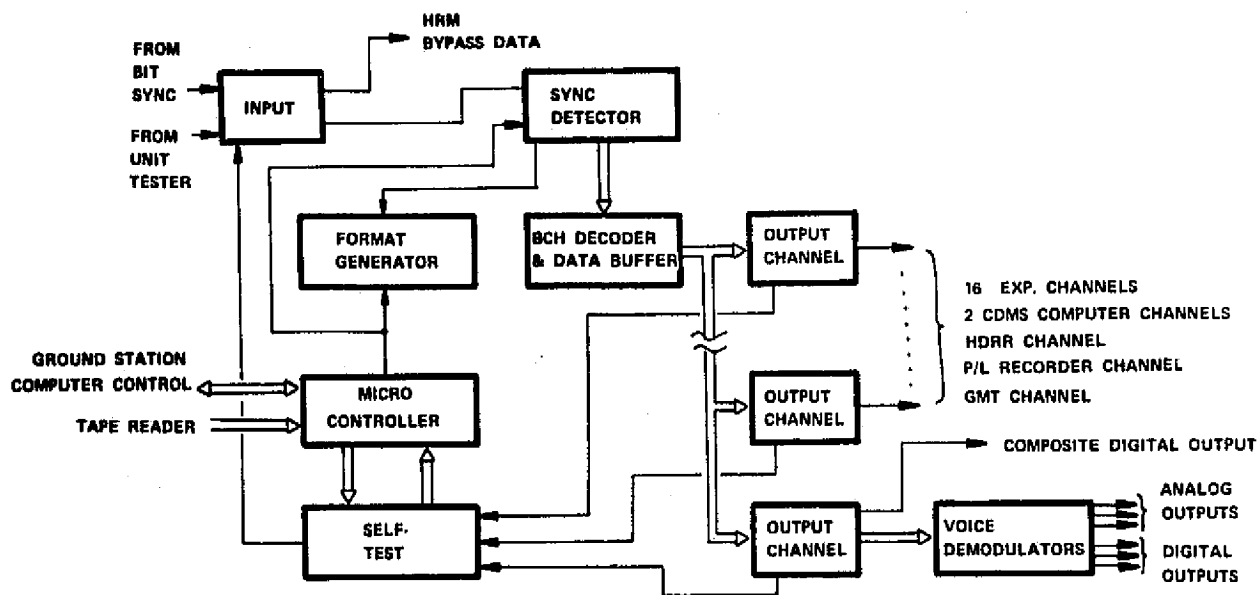 HRM
BYPASS DATA
FROM
BIT
SYNC
INPUT
FROM
UNIT
TESTER
SYNC
DETECTOR
FORMAT
GENERATOR
BCH DECODER
& DATA BUFFER
OUTPUT
CHANNEL
16 EXP. CHANNELS
2 CDMS COMPUTER CHANNELS
HDRR CHANNEL
P/L RECORDER CHANNEL
GMT CHANNEL
GROUND STATION
COMPUTER CONTROL
TAPE READER
MICRO
CONTROLLER
OUTPUT
CHANNEL
COMPOSITE DIGITAL OUTPUT
SELF-
TEST
OUTPUT
CHANNEL
VOICE
DEMODULATORS
ANALOG
OUTPUTS
DIGITAL
OUTPUTS